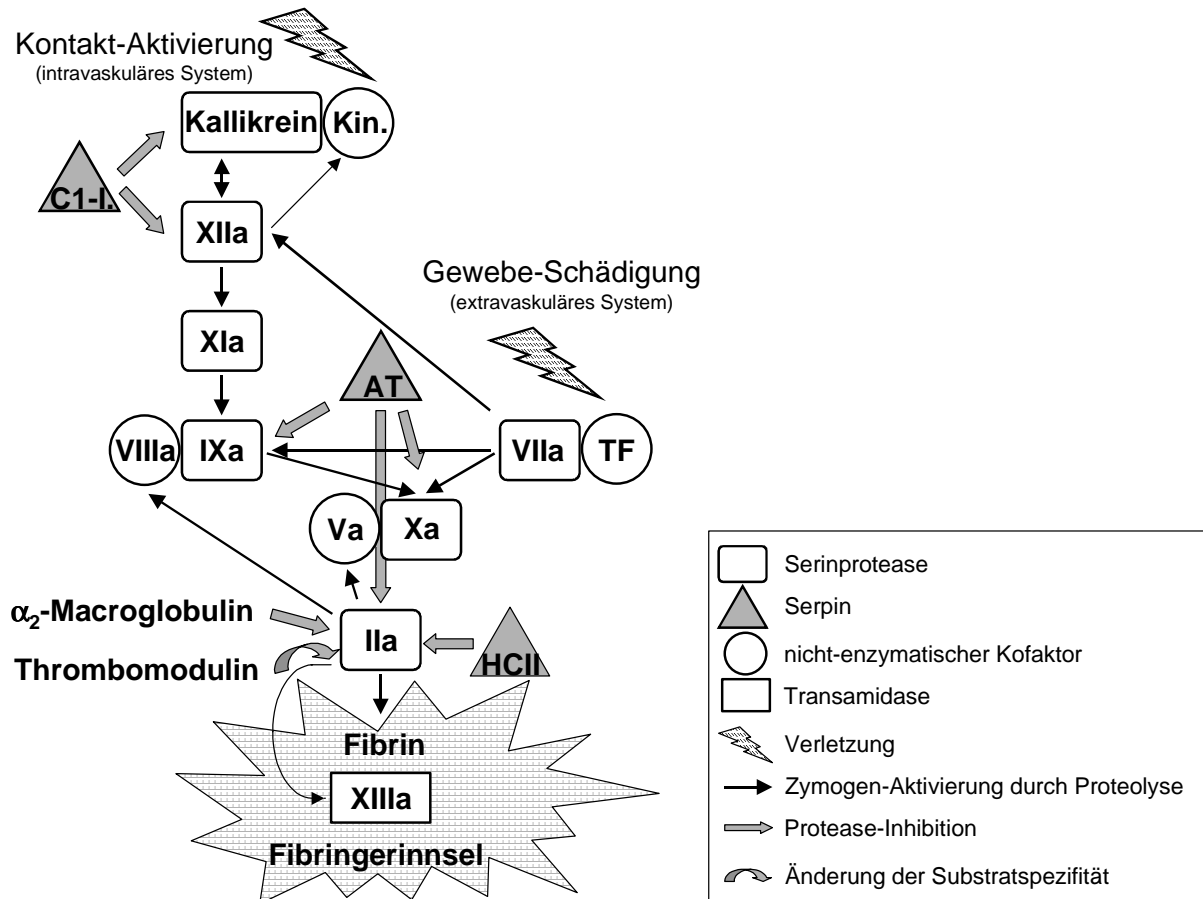 Kontakt-Aktivierung
(intravaskuläres System)
Kallikrein
Kin.
C1-I.
XIIa
Gewebe-Schädigung
(extravaskuläres System)
XIa
AT
VIIIa
IXa
VIIa
TF
Va
Xa
α2-Macroglobulin
IIa
Thrombomodulin
HCII
Fibrin
XIIIa
Fibringerinnsel
Serinprotease
Serpin
nicht-enzymatischer Kofaktor
Transamidase
Verletzung
Zymogen-Aktivierung durch Proteolyse
Protease-Inhibition
Änderung der Substratspezifität